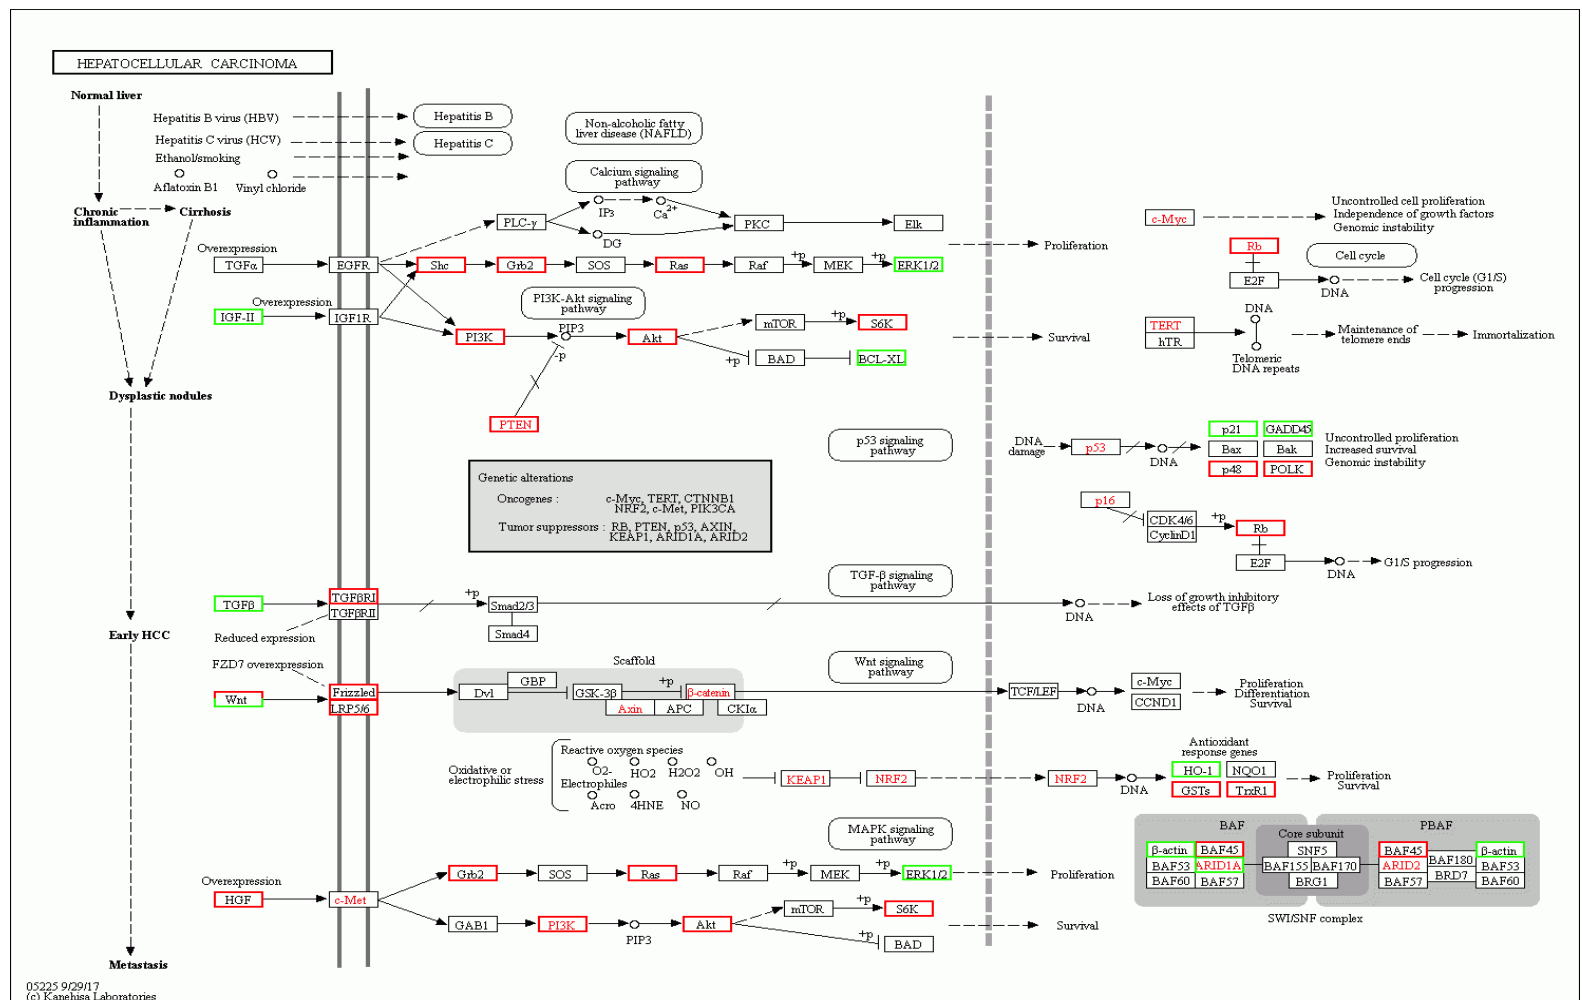 HEPATOCELLULAR CARCINOMA
Normal liver
Hepatitis B virus (HBV)
Hepatitis B
Hepatitis C virus (HCV)
Hepatitis C
Ethanol/smoking
Aflatoxin B1
Vinyl chloride
Non-alcoholic fatty
liver disease (NAFLD)
Calcium signaling
pathway
Chronic
inflammation
Cirrhosis
PLC-γ
IP3
Ca2+
DG
PKC
Elk
Overexpression
TGFα
EGFR
Shc
Grb2
SOS
Ras
Raf
+p
MEK
+p
ERK1/2
Proliferation
c-Myc
Uncontrolled cell proliferation
Independence of growth factors
Genomic instability
Rb
Cell cycle
E2F
DNA
Cell cycle (G1/S)
progression
Overexpression
IGF-II
IGF1R
PI3K-Akt signaling
pathway
PI3K
PIP3
-p
Akt
mTOR
+p
S6K
+p
BAD
BCL-XL
Survival
TERT
hTR
DNA
Telomeric
DNA repeats
Maintenance of
telomere ends
Immortalization
Dysplastic nodules
PTEN
p53 signaling
pathway
DNA
damage
p53
DNA
p21
GADD45
Bax
Bak
p48
POLK
Uncontrolled proliferation
Increased survival
Genomic instability
Genetic alterations
Oncogenes : c-Myc, TERT, CTNNB1
NRF2, c-Met, PIK3CA
Tumor suppressors : RB, PTEN, p53, AXIN,
KEAP1, ARID1A, ARID2
p16
CDK4/6
CyclinD1
+p
Rb
E2F
DNA
G1/S progression
TGF-β signaling
pathway
TGFβ
TGFβRI
TGFβRII
+p
Smad2/3
Smad4
DNA
Loss of growth inhibitory
effects of TGFβ
Early HCC
Reduced expression
FZD7 overexpression
Scaffold
Wnt signaling
pathway
Wnt
Frizzled
LRP5/6
Dvl
GBP
GSK-3β
+p
β-catenin
Axin
APC
CKIα
TCF/LEF
DNA
c-Myc
CCND1
Proliferation
Differentiation
Survival
Oxidative or
electrophilic stress
Reactive oxygen species
O2-
HO2
H2O2
OH
Electrophiles
Acro
4HNE
NO
KEAP1
NRF2
NRF2
DNA
Antioxidant
response genes
HO-1
NQO1
GSTs
TrxR1
Proliferation
Survival
MAPK signaling
pathway
BAF
PBAF
Core subunit
β-actin
BAF45
SNF5
BAF45
β-actin
BAF53
ARID1A
BAF155
BAF170
ARID2
BAF180
BAF53
BAF60
BAF57
BRG1
BAF57
BRD7
BAF60
SWI/SNF complex
Overexpression
HGF
c-Met
Grb2
SOS
Ras
Raf
+p
MEK
+p
ERK1/2
Proliferation
GAB1
PI3K
PIP3
Akt
mTOR
+p
S6K
+p
BAD
Survival
Metastasis
05225 9/29/17
(c) Kanehisa Laboratories